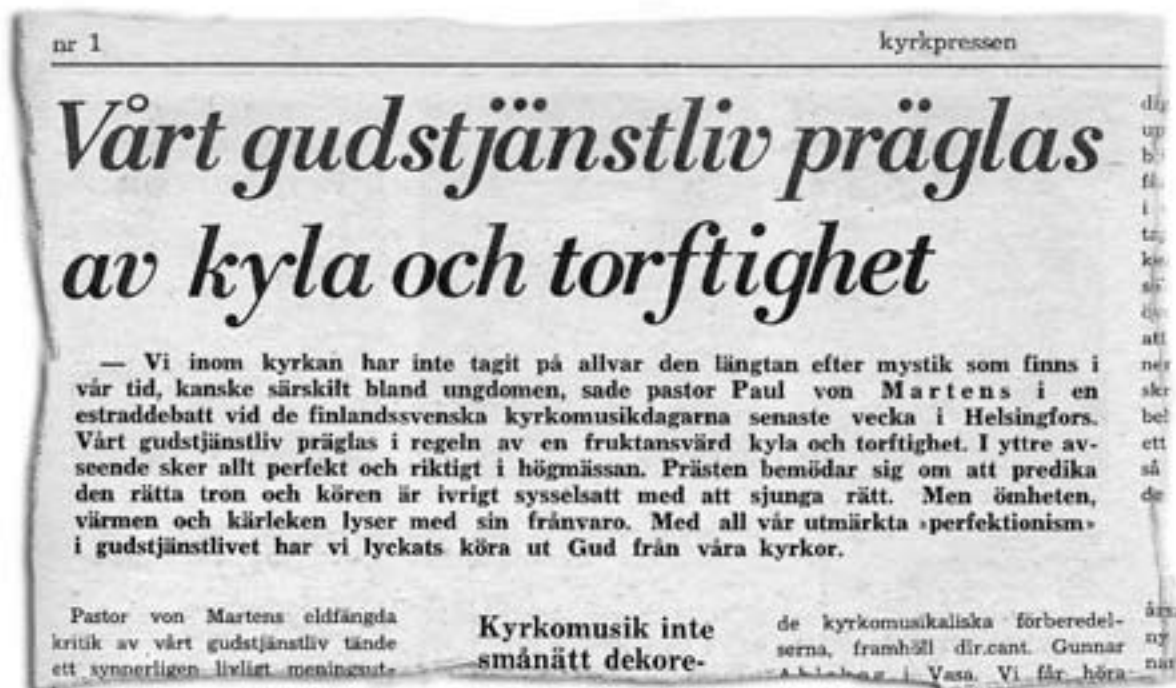 nr 1
kyrkpressen
Vårt gudstjänstliv präglas
av kyla och torftighet
— Vi inom kyrkan har inte tagit på allvar den längtan efter mystik som finns i
vår tid, kanske särskilt bland ungdomen, sade pastor Paul von Martens i en
estraddebatt vid de finlandssvenska kyrkomusikdagarna senaste vecka i Helsingfors.
Vårt gudstjänstliv präglas i regeln av en fruktansvärd kyla och torftighet. I yttre av-
seende sker allt perfekt och riktigt i högmässan. Prästen bemödar sig om att predika
den rätta tron och kören är ivrigt sysselsatt med att sjunga rätt. Men ömheten,
värmen och kärleken lyser med sin frånvaro. Med all vår utmärkta »perfektionism»
i gudstjänstlivet har vi lyckats köra ut Gud från våra kyrkor.
Pastor von Martens eldfängda
kritik av vårt gudstjänstliv tände
ett synnerligen livligt meningsut-
Kyrkomusik inte
smånätt dekore-
de kyrkomusikaliska förberedel-
serna, framhöll dir.cant. Gunnar
i Vasa. Vi får höra
att
ett
så